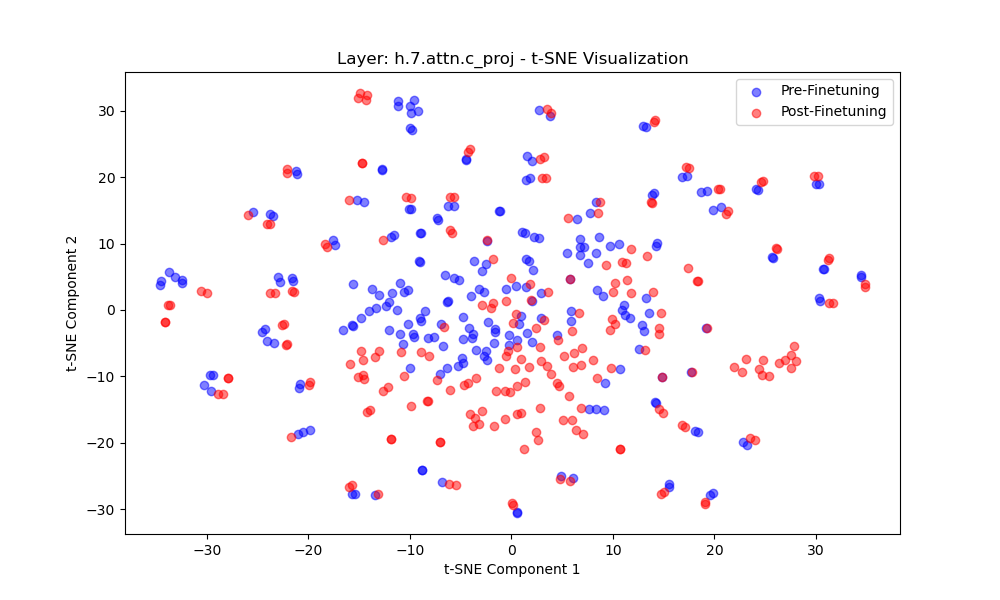 Layer: h.7.attn.c_proj - t-SNE Visualization
Pre-Finetuning
Post-Finetuning
t-SNE Component 2
30
20
10
0
−10
−20
−30
−30
−20
−10
0
10
20
30
t-SNE Component 1